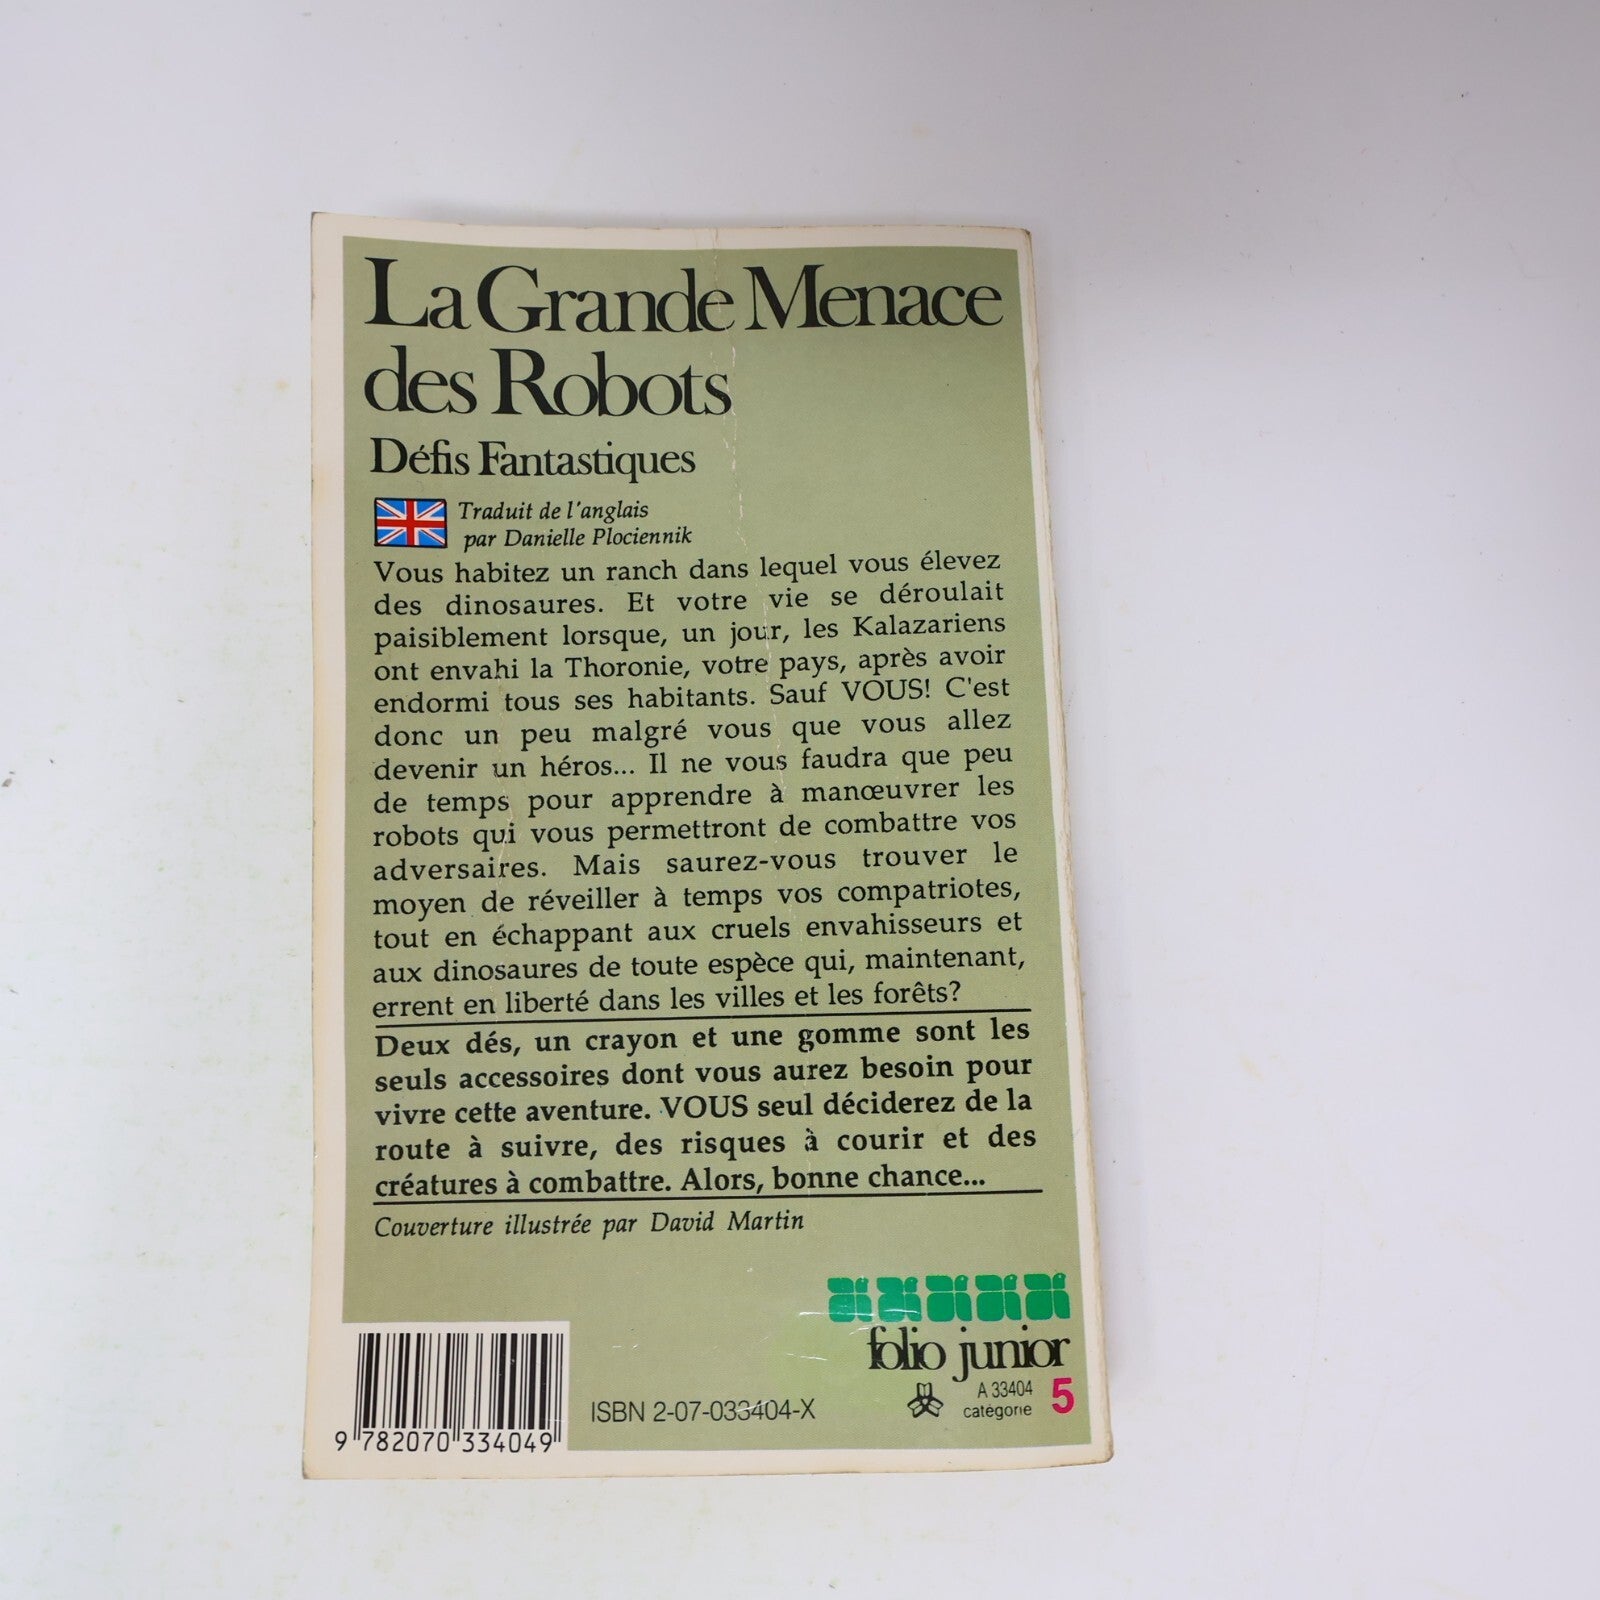 La Grande Menace
des Robots
Défis Fantastiques
Traduit de l'anglais
par Danielle Plociennik
Vous habitez un ranch dans lequel vous élevez
des dinosaures. Et votre vie se déroulait
paisiblement lorsque, un jour, les Kalazariens
ont envahi la Thoronie, votre pays, après avoir
endormi tous ses habitants. Sauf VOUS! C'est
donc un peu malgré vous que vous allez
devenir un héros... Il ne vous faudra que peu
de temps pour apprendre à manœuvrer les
robots qui vous permettront de combattre vos
adversaires. Mais saurez-vous trouver le
moyen de réveiller à temps vos compatriotes,
tout en échappant aux cruels envahisseurs et
aux dinosaures de toute espèce qui, maintenant,
errent en liberté dans les villes et les forêts?
Deux dés, un crayon et une gomme sont les
seuls accessoires dont vous aurez besoin pour
vivre cette aventure. VOUS seul déciderez de la
route à suivre, des risques à courir et des
créatures à combattre. Alors, bonne chance...
Couverture illustrée par David Martin
folio junior
A 33404
catégorie 5
ISBN 2-07-033404-X
9 782070 334049